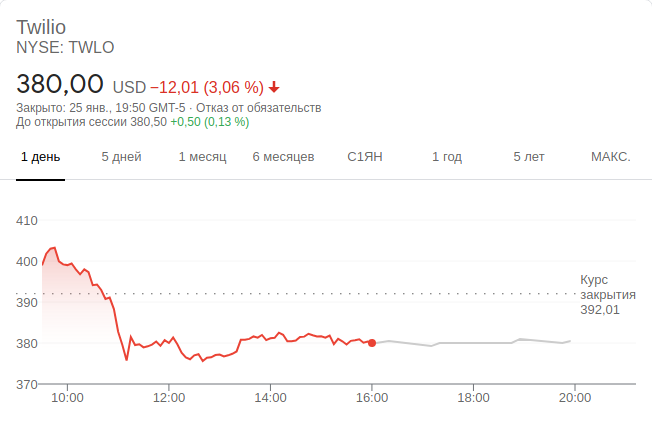 Twilio
NYSE: TWLO
380,00 USD −12,01 (3,06 %)
Закрыто: 25 янв., 19:50 GMT-5 · Отказ от обязательств
До открытия сессии 380,50 +0,50 (0,13 %)
1 день 5 дней 1 месяц 6 месяцев С1ЯН 1 год 5 лет МАКС.
410
400
390
380
370
Курс
закрытия
392,01
10:00 12:00 14:00 16:00 18:00 20:00